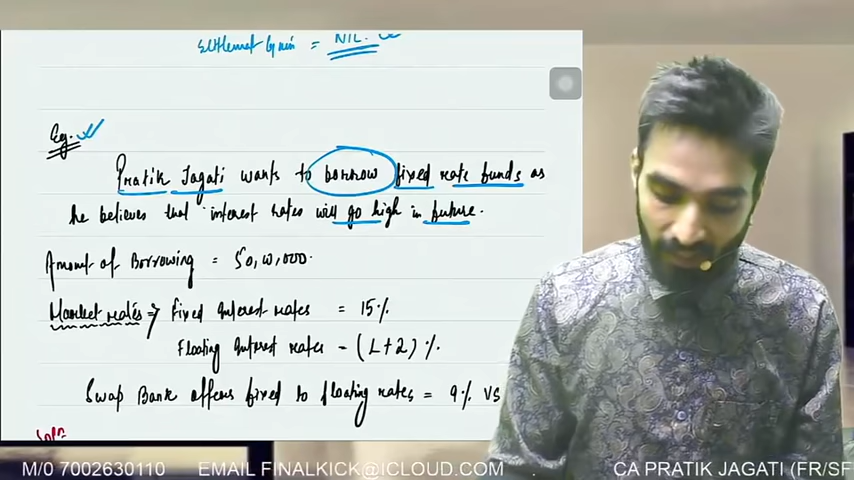 Settlement by min = NIL.
Eg.
Pratik Jagati wants to borrow fixed rate funds as
he believes that interest rates will go high in future.
Amount of Borrowing = 50,00,000.
Market rates => Fixed Interest rates = 15%
Floating Interest rates = (L+2)%.
Swap Bank offers fixed to floating rates = 9% VS
Soln
M/0 7002630110 EMAIL FINALKICK@ICLOUD.COM CA PRATIK JAGATI (FR/SF